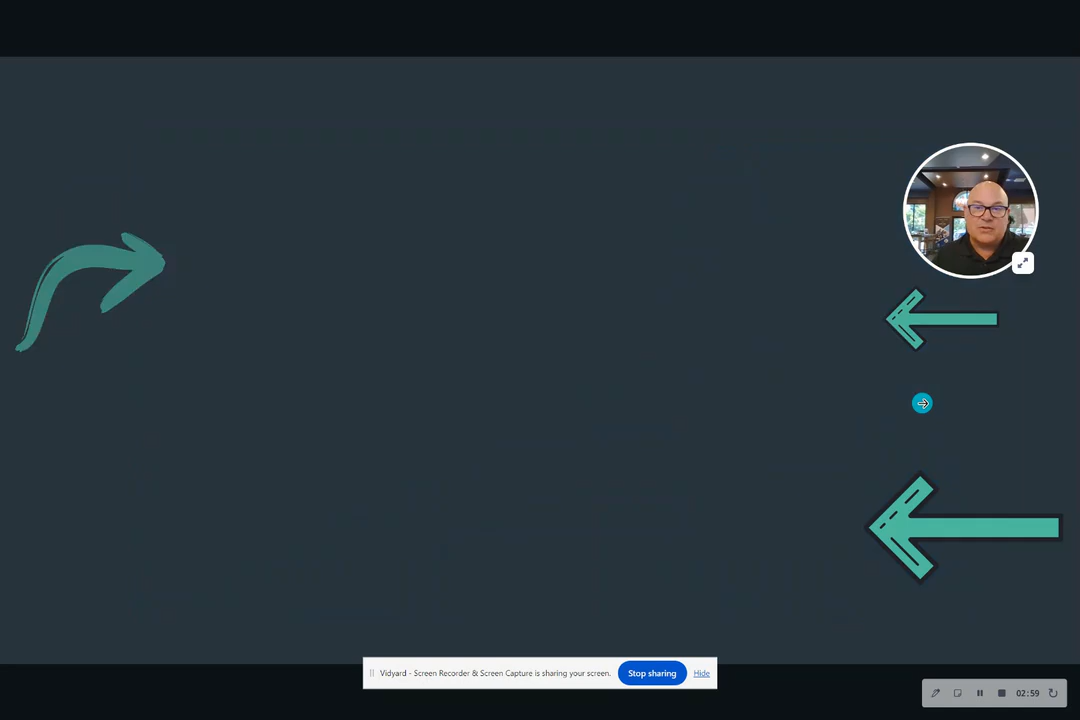 Vidyard - Screen Recorder & Screen Capture is sharing your screen.
Stop sharing
Hide
02:59